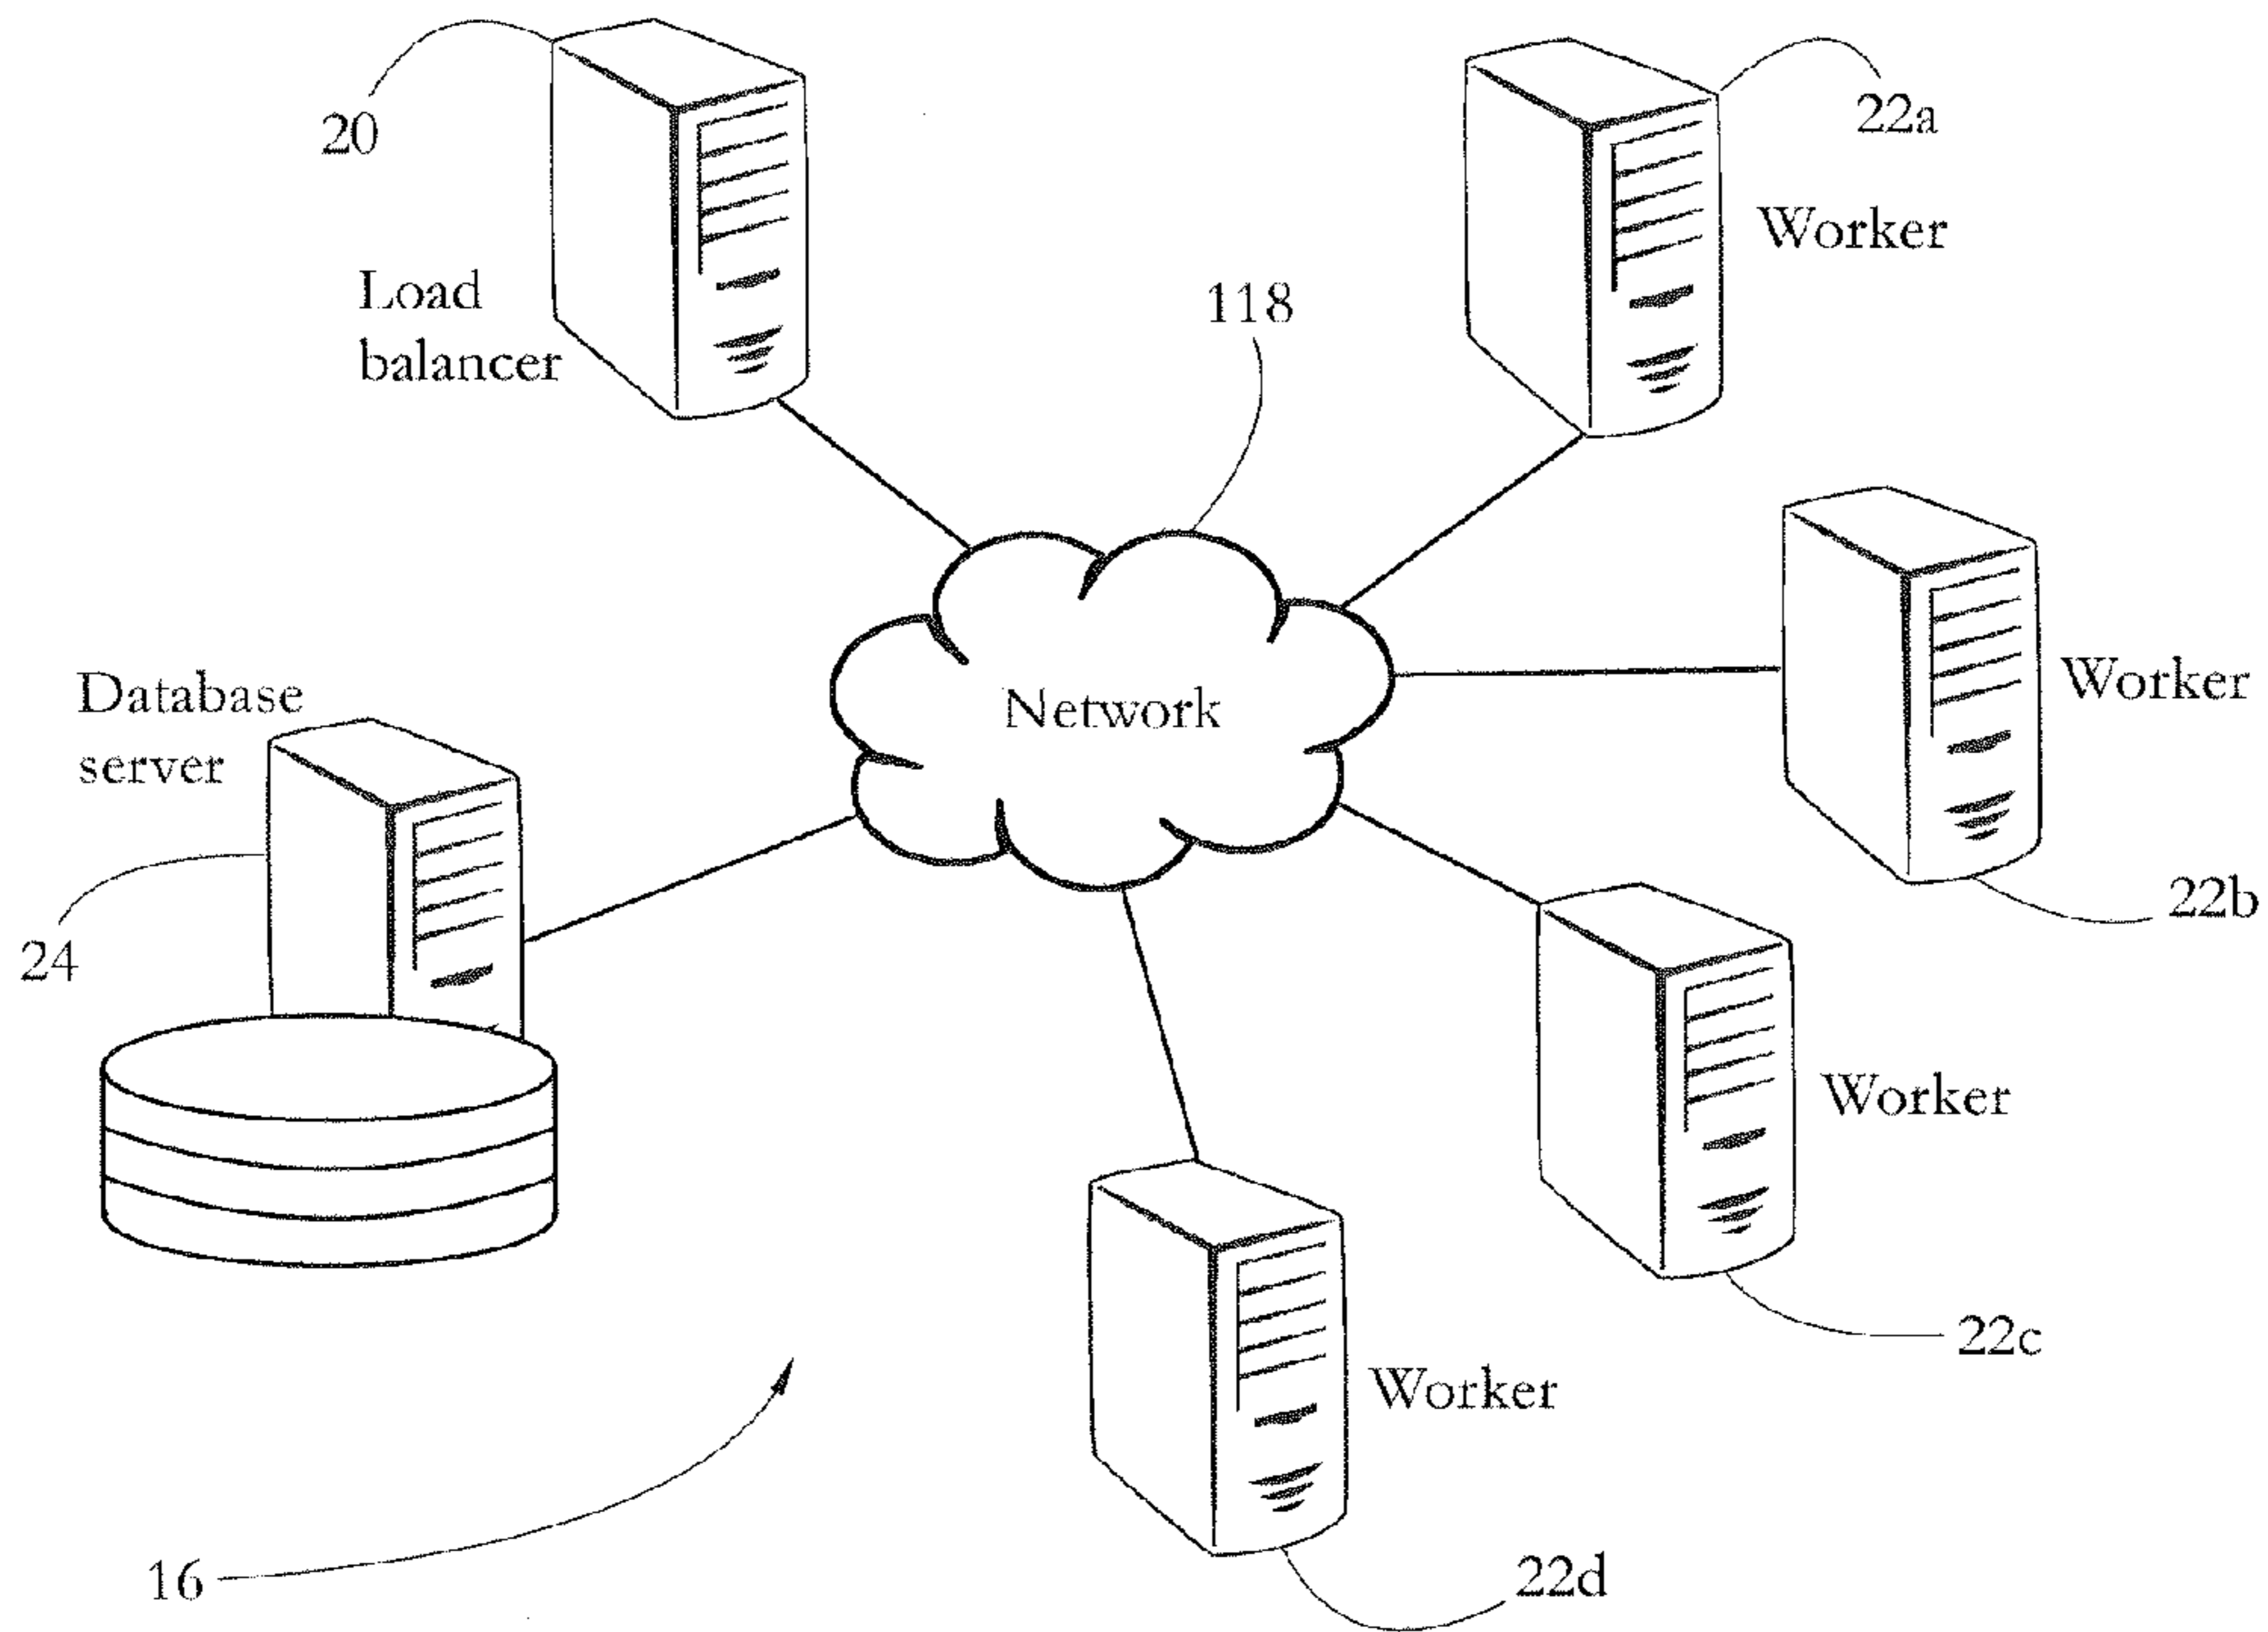 20
22a
Worker
Load
balancer
118
Database
server
Network
Worker
24
22b
Worker
22c
Worker
16
22d